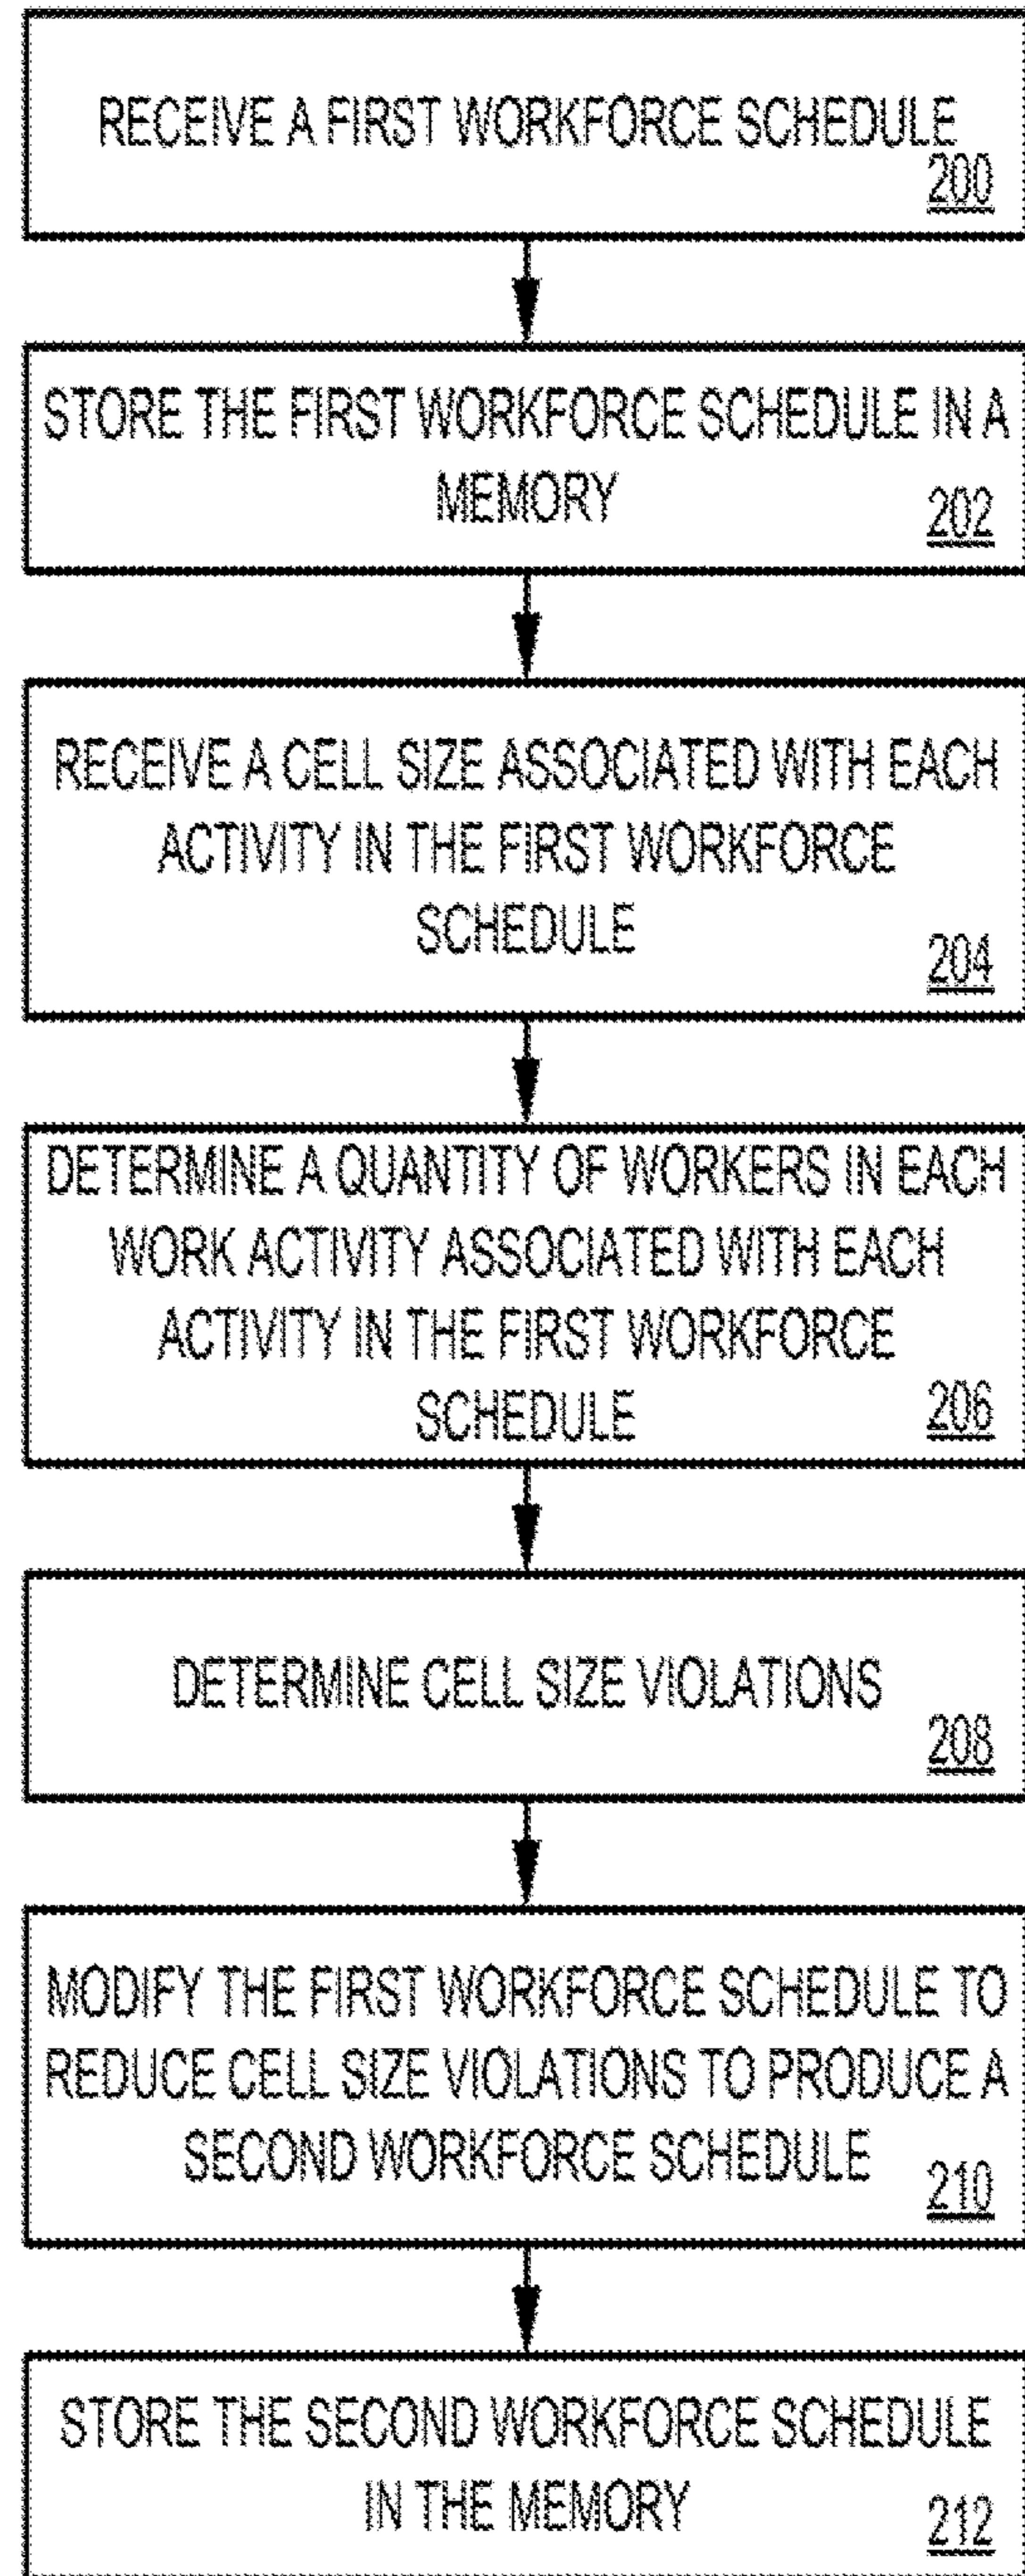 RECEIVE A FIRST WORKFORCE SCHEDULE
200
STORE THE FIRST WORKFORCE SCHEDULE IN A
MEMORY
202
RECEIVE A CELL SIZE ASSOCIATED WITH EACH
ACTIVITY IN THE FIRST WORKFORCE
SCHEDULE
204
DETERMINE A QUANTITY OF WORKERS IN EACH
WORK ACTIVITY ASSOCIATED WITH EACH
ACTIVITY IN THE FIRST WORKFORCE
SCHEDULE
206
DETERMINE CELL SIZE VIOLATIONS
208
MODIFY THE FIRST WORKFORCE SCHEDULE TO
REDUCE CELL SIZE VIOLATIONS TO PRODUCE A
SECOND WORKFORCE SCHEDULE
210
STORE THE SECOND WORKFORCE SCHEDULE
IN THE MEMORY
212